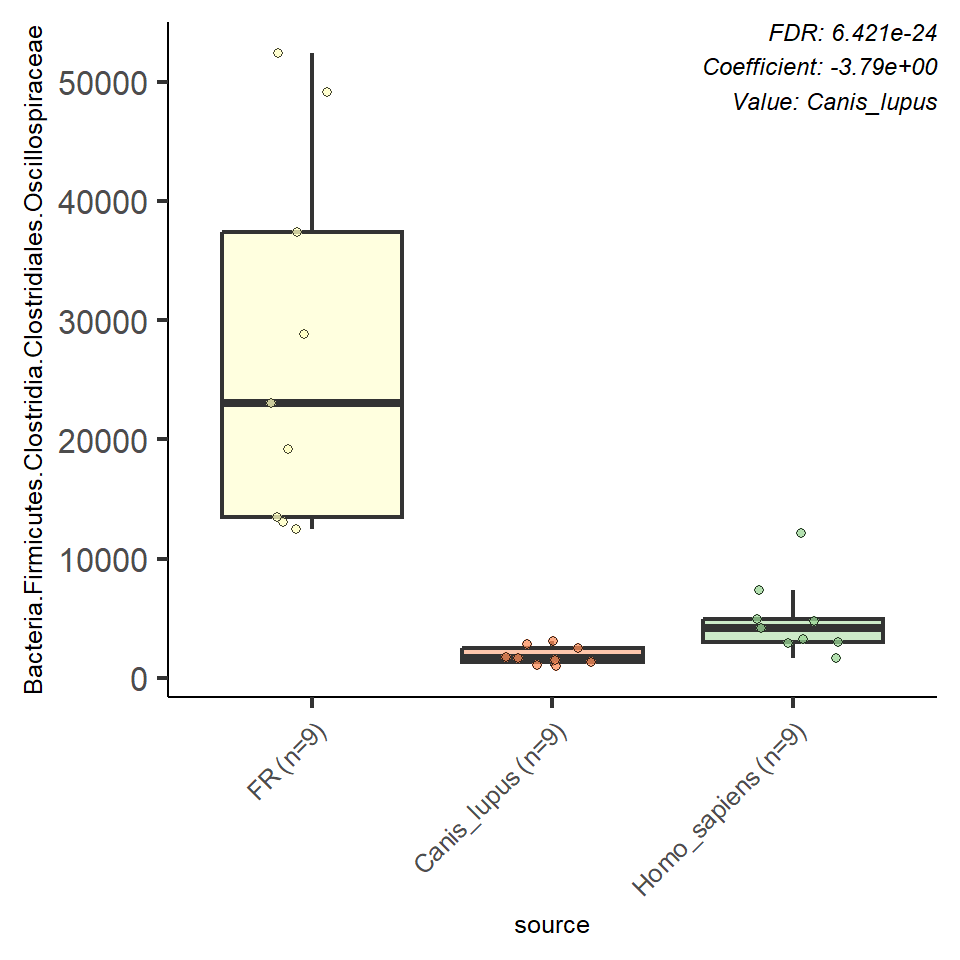 FDR: 6.421e-24
Coefficient: -3.79e+00
Value: Canis_lupus
Bacteria.Firmicutes.Clostridia.Clostridiales.Oscillospiraceae
50000
40000
30000
20000
10000
0
FR (n=9)
Canis_lupus (n=9)
Homo_sapiens (n=9)
source